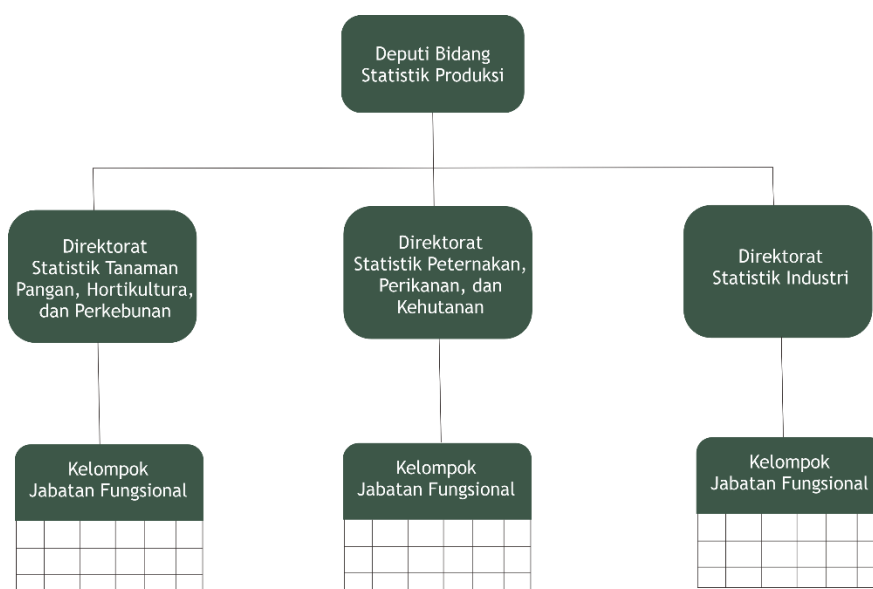 Deputi Bidang
Statistik Produksi
Direktorat
Statistik Tanaman
Pangan, Hortikultura,
dan Perkebunan
Direktorat
Statistik Peternakan,
Perikanan, dan
Kehutanan
Direktorat
Statistik Industri
Kelompok
Jabatan Fungsional
Kelompok
Jabatan Fungsional
Kelompok
Jabatan Fungsional